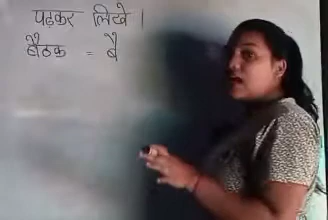 पढ़कर लिखे ।
बैठक = बै